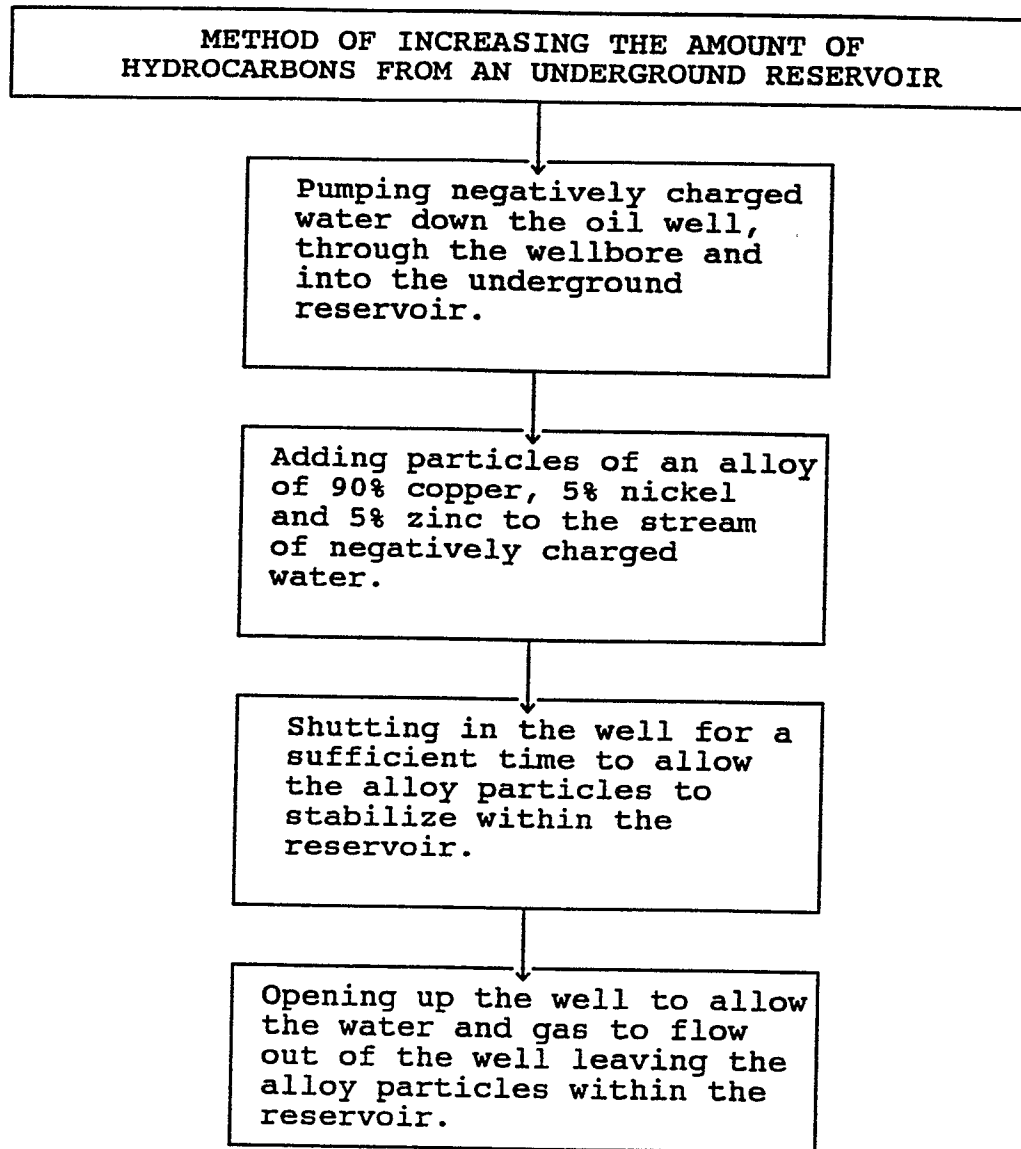 METHOD OF INCREASING THE AMOUNT OF
HYDROCARBONS FROM AN UNDERGROUND RESERVOIR
Pumping negatively charged
water down the oil well,
through the wellbore and
into the underground
reservoir.
Adding particles of an alloy
of 90% copper, 5% nickel
and 5% zinc to the stream
of negatively charged
water.
Shutting in the well for a
sufficient time to allow
the alloy particles to
stabilize within the
reservoir.
Opening up the well to allow
the water and gas to flow
out of the well leaving the
alloy particles within the
reservoir.